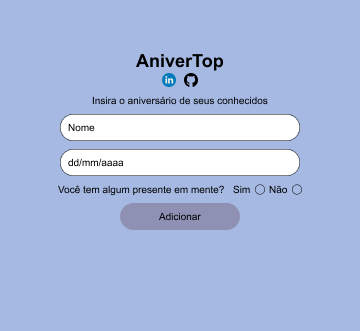 AniverTop
in
Insira o aniversário de seus conhecidos
Nome
dd/mm/aaaa
Você tem algum presente em mente? Sim Não
Adicionar